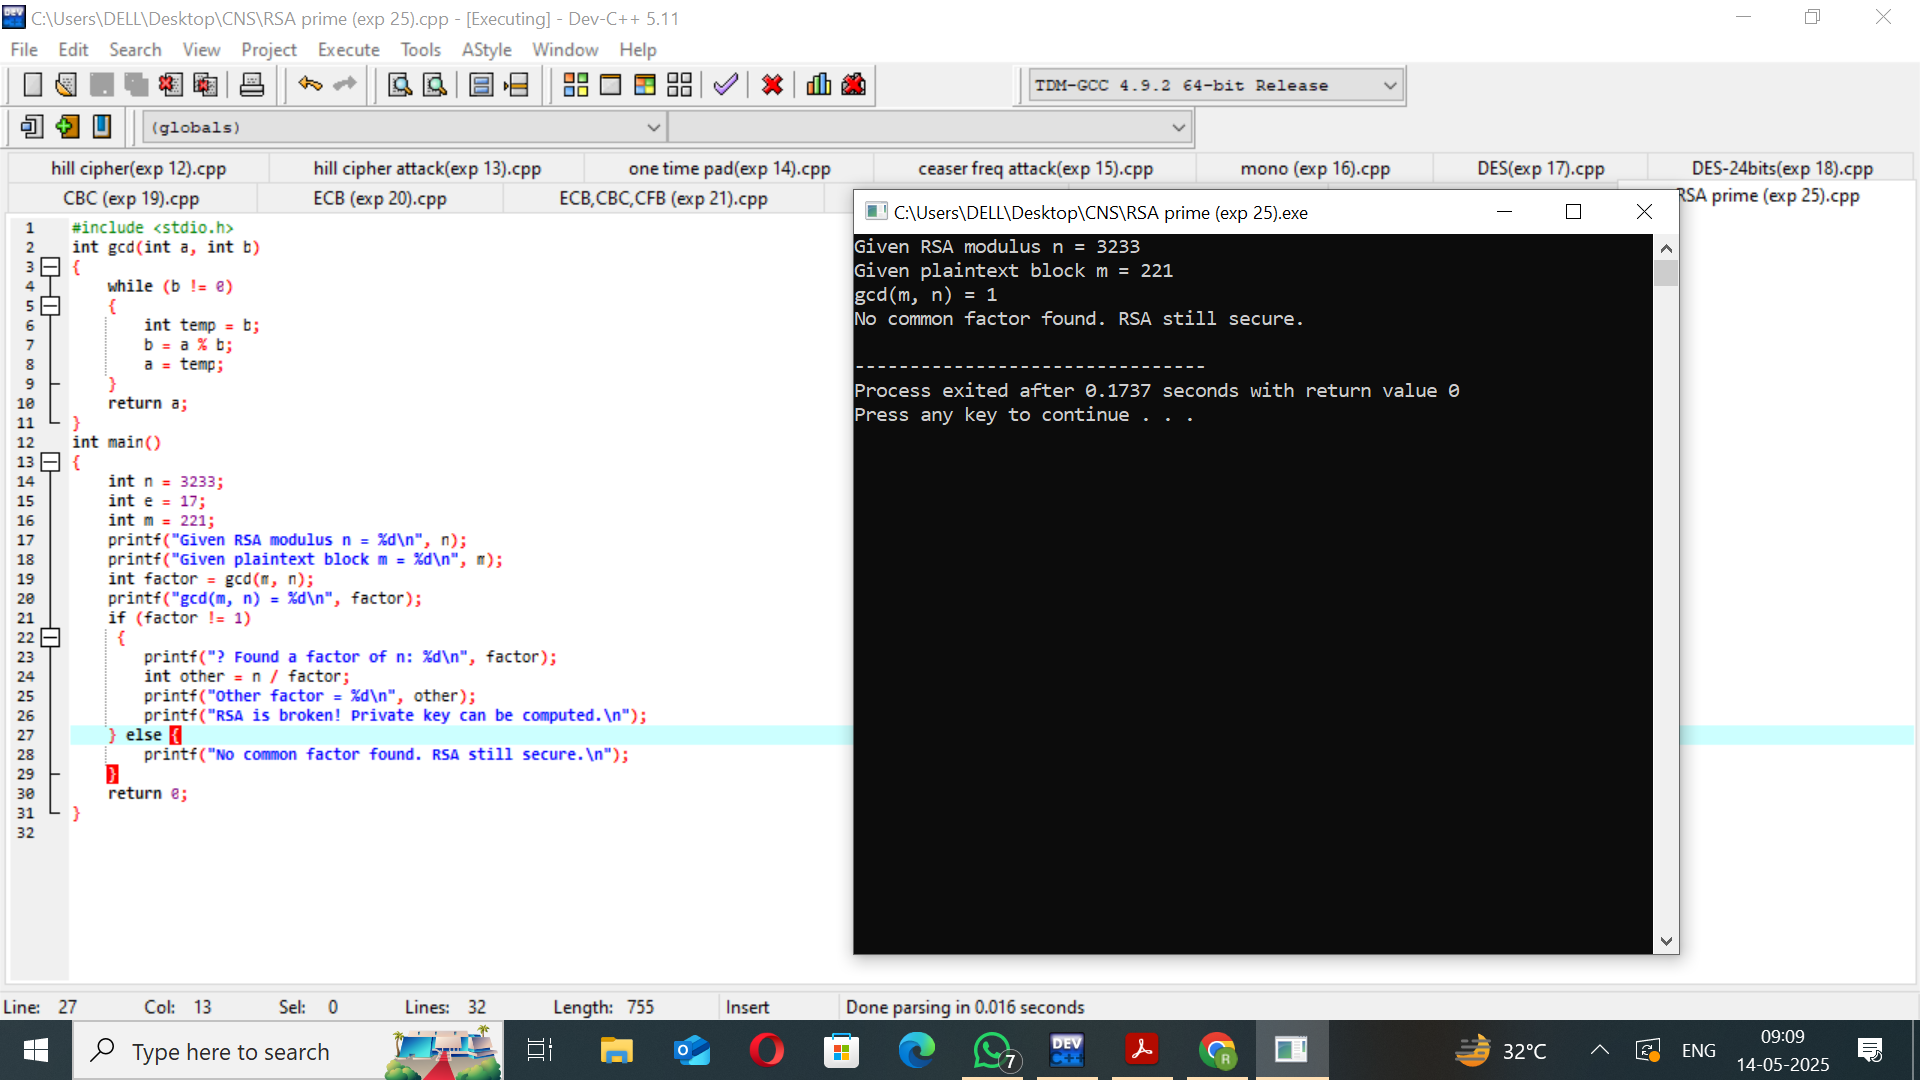 C:\Users\DELL\Desktop\CNS\RSA prime (exp 25).cpp - [Executing] - Dev-C++ 5.11
File Edit Search View Project Execute Tools AStyle Window Help
TDM-GCC 4.9.2 64-bit Release
(globals)
hill cipher(exp 12).cpp hill cipher attack(exp 13).cpp one time pad(exp 14).cpp ceaser freq attack(exp 15).cpp mono (exp 16).cpp DES(exp 17).cpp DES-24bits(exp 18).cpp
CBC (exp 19).cpp ECB (exp 20).cpp ECB,CBC,CFB (exp 21).cpp RSA prime (exp 25).cpp
1 #include <stdio.h>
2 int gcd(int a, int b)
3 {
4 while (b != 0)
5 {
6 int temp = b;
7 b = a % b;
8 a = temp;
9 }
10 return a;
11 }
12 int main()
13 {
14 int n = 3233;
15 int e = 17;
16 int m = 221;
17 printf("Given RSA modulus n = %d\n", n);
18 printf("Given plaintext block m = %d\n", m);
19 int factor = gcd(m, n);
20 printf("gcd(m, n) = %d\n", factor);
21 if (factor != 1)
22 {
23 printf("? Found a factor of n: %d\n", factor);
24 int other = n / factor;
25 printf("Other factor = %d\n", other);
26 printf("RSA is broken! Private key can be computed.\n");
27 } else {
28 printf("No common factor found. RSA still secure.\n");
29 }
30 return 0;
31 }
32
C:\Users\DELL\Desktop\CNS\RSA prime (exp 25).exe
Given RSA modulus n = 3233
Given plaintext block m = 221
gcd(m, n) = 1
No common factor found. RSA still secure.
--------------------------------
Process exited after 0.1737 seconds with return value 0
Press any key to continue . . .
Line: 27 Col: 13 Sel: 0 Lines: 32 Length: 755 Insert Done parsing in 0.016 seconds
Type here to search
DEV C++
7
R
32°C
ENG
09:09
14-05-2025